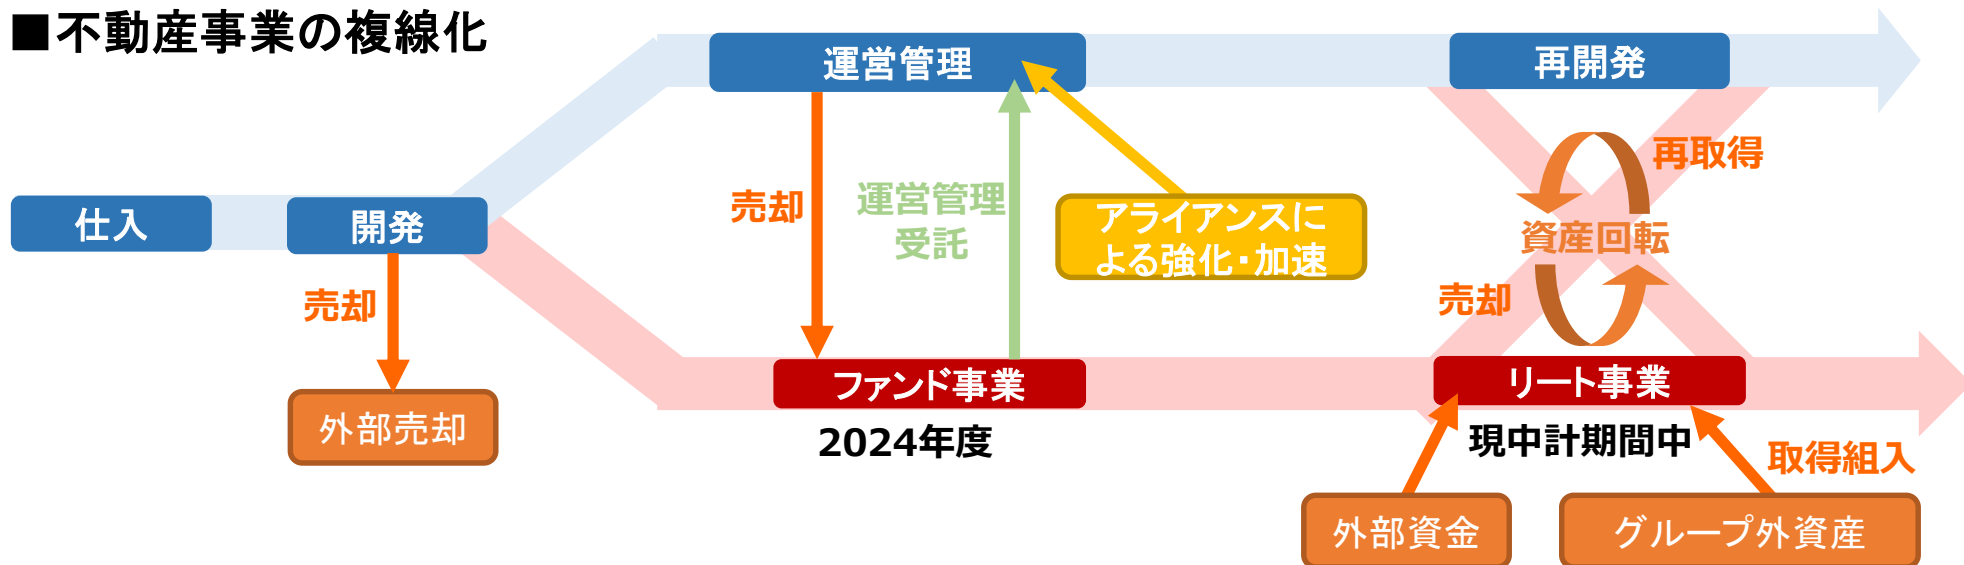 ■不動産事業の複線化
運営管理
再開発
再取得
仕入
開発
売却
運営管理
受託
アライアンスに
よる強化・加速
資産回転
売却
売却
ファンド事業
リート事業
外部売却
2024年度
現中計期間中
取得組入
外部資金
グループ外資産